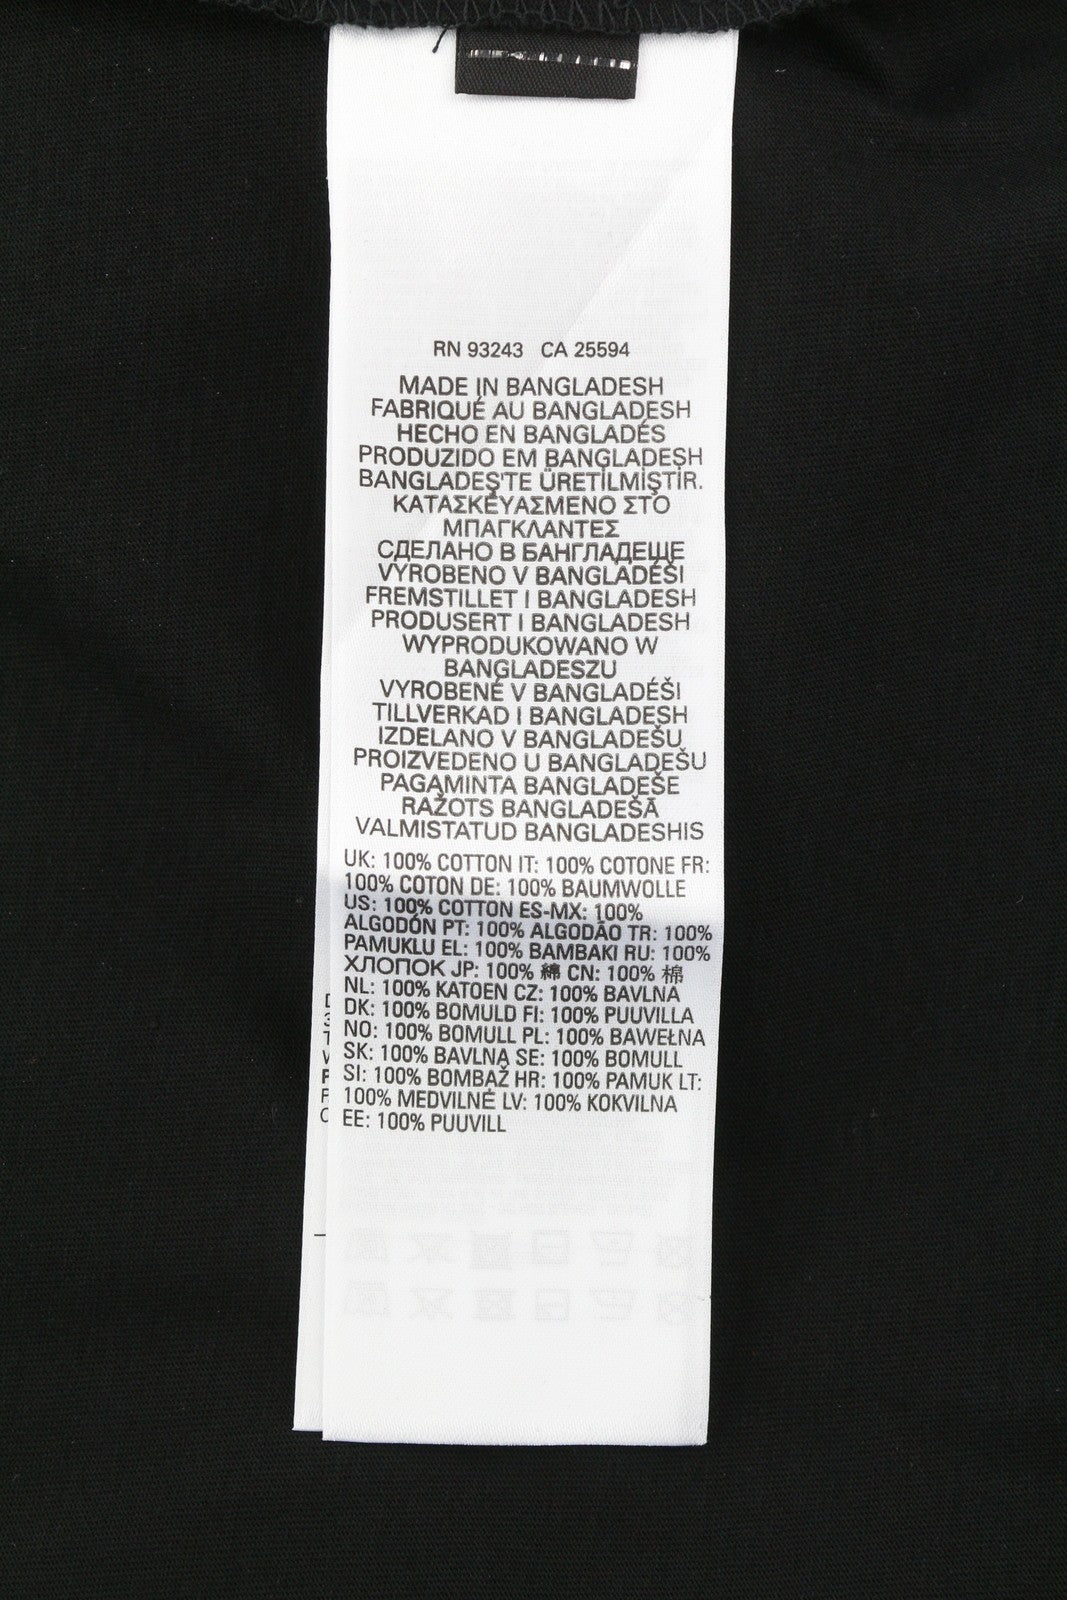 RN 93243 CA 25594
MADE IN BANGLADESH
FABRIQUÉ AU BANGLADESH
HECHO EN BANGLADÉS
PRODUZIDO EM BANGLADESH
BANGLADEŞ'TE ÜRETİLMİŞTİR.
ΚΑΤΑΣΚΕΥΑΣΜΕΝΟ ΣΤΟ
ΜΠΑΓΚΛΑΝΤΕΣ
СДЕЛАНО В БАНГЛАДЕШЕ
VYROBENO V BANGLADÉŠI
FREMSTILLET I BANGLADESH
PRODUSERT I BANGLADESH
WYPRODUKOWANO W
BANGLADESZU
VYROBENÉ V BANGLADÉŠI
TILLVERKAD I BANGLADESH
IZDELANO V BANGLADEŠU
PROIZVEDENO U BANGLADEŠU
PAGAMINTA BANGLADEŠE
RAŽOTS BANGLADEŠĀ
VALMISTATUD BANGLADESHIS
UK: 100% COTTON IT: 100% COTONE FR:
100% COTON DE: 100% BAUMWOLLE
US: 100% COTTON ES-MX: 100%
ALGODÓN PT: 100% ALGODÃO TR: 100%
PAMUKLU EL: 100% BAMBAKI RU: 100%
ХЛОПОК JP: 100% 綿 CN: 100% 棉
NL: 100% KATOEN CZ: 100% BAVLNA
DK: 100% BOMULD FI: 100% PUUVILLA
NO: 100% BOMULL PL: 100% BAWEŁNA
SK: 100% BAVLNA SE: 100% BOMULL
SI: 100% BOMBAŽ HR: 100% PAMUK LT:
100% MEDVILNĖ LV: 100% KOKVILNA
EE: 100% PUUVILL